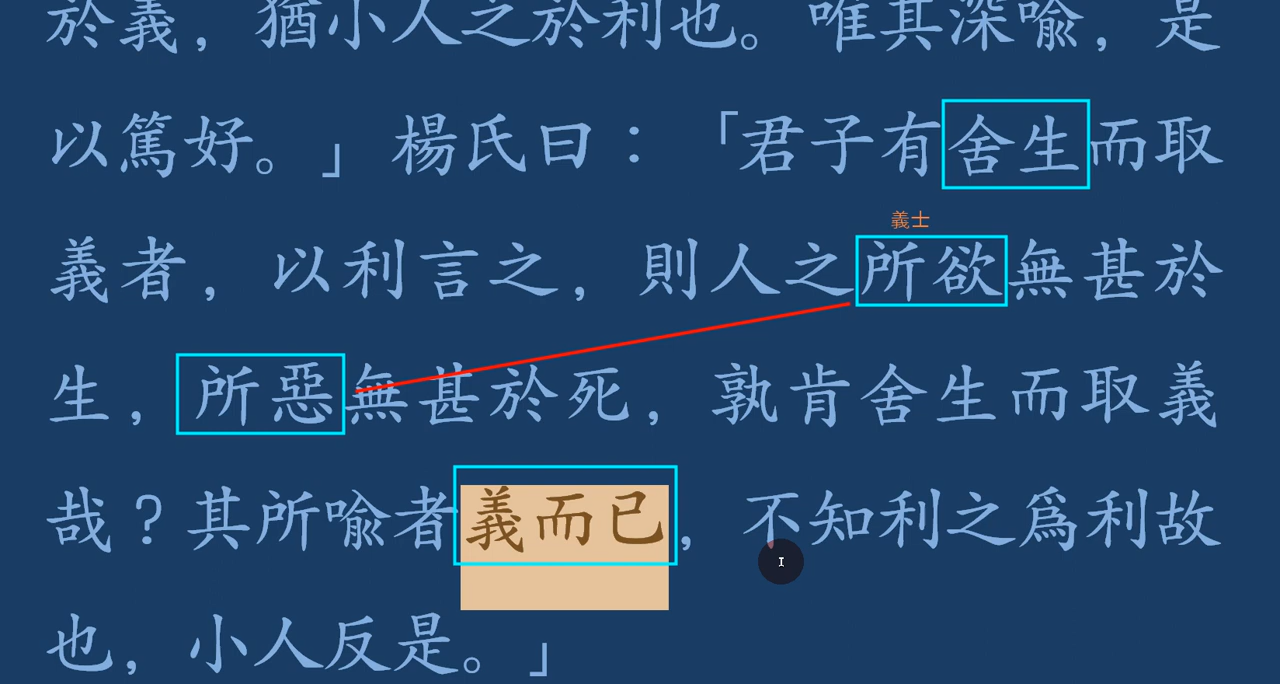 於義，猶小人之於利也。唯其深喩，是
以篤好。」楊氏曰：「君子有舍生而取
義士
義者，以利言之，則人之所欲無甚於
生，所惡無甚於死，孰肯舍生而取義
哉？其所喩者義而已，不知利之爲利故
也，小人反是。」